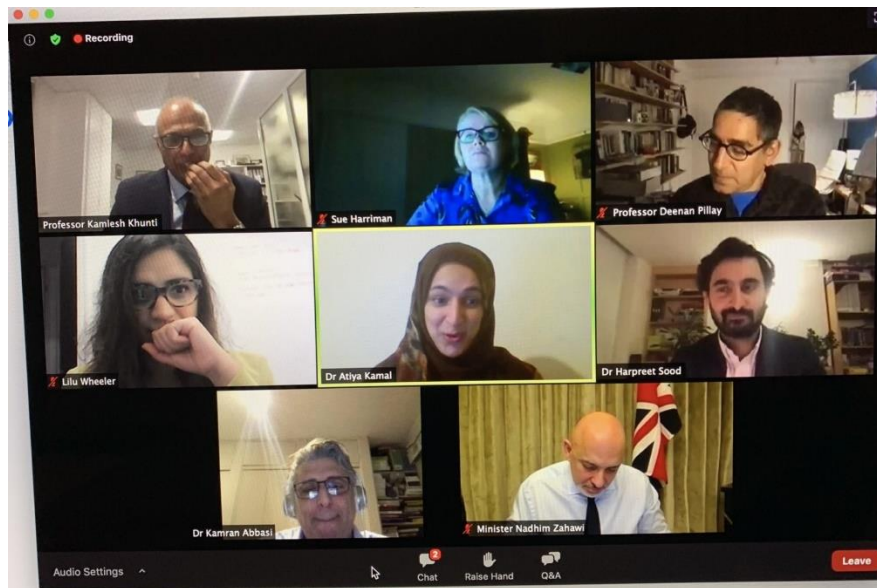 Recording
Professor Kamlesh Khunti
Sue Harriman
Professor Deenan Pillay
Lilu Wheeler
Dr Atiya Kamal
Dr Harpreet Sood
Dr Kamran Abbasi
Minister Nadhim Zahawi
Audio Settings
2
Chat
Raise Hand
Q&A
Leave